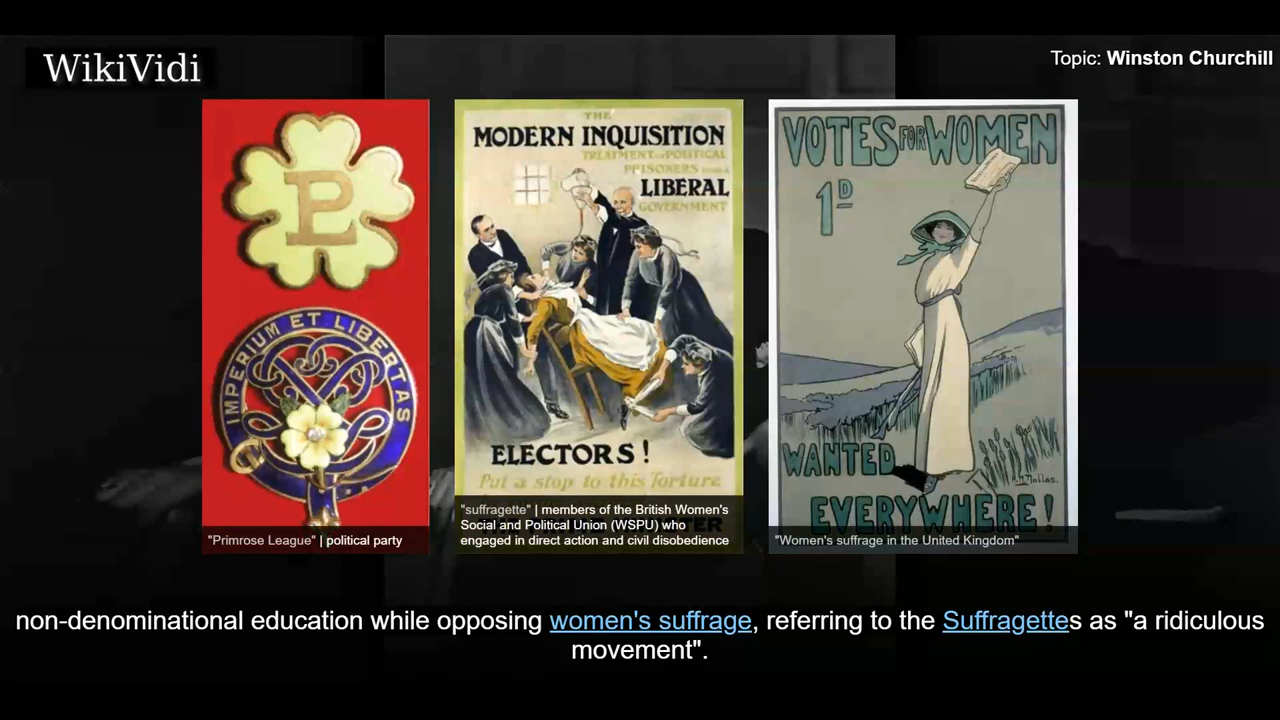 WikiVidi
Topic: Winston Churchill
P
IMPERIUM ET LIBERTAS
"Primrose League" | political party
THE
MODERN INQUISITION
TREATMENT OF POLITICAL
PRISONERS UNDER A
LIBERAL
GOVERNMENT
ELECTORS!
Put a stop to this Torture
"suffragette" | members of the British Women's
Social and Political Union (WSPU) who
engaged in direct action and civil disobedience
VOTES FOR WOMEN
1D
WANTED
EVERYWHERE!
"Women's suffrage in the United Kingdom"
non-denominational education while opposing women's suffrage, referring to the Suffragettes as "a ridiculous
movement".